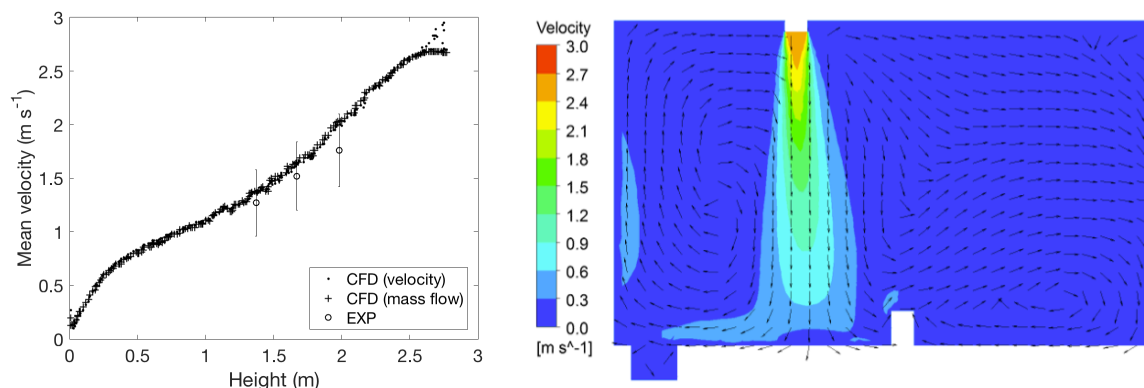 3
2.5
2
1.5
1
0.5
0
Mean velocity (m s-1)
0 0.5 1 1.5 2 2.5 3
Height (m)
CFD (velocity)
CFD (mass flow)
EXP
Velocity
3.0
2.7
2.4
2.1
1.8
1.5
1.2
0.9
0.6
0.3
0.0
[m s^-1]